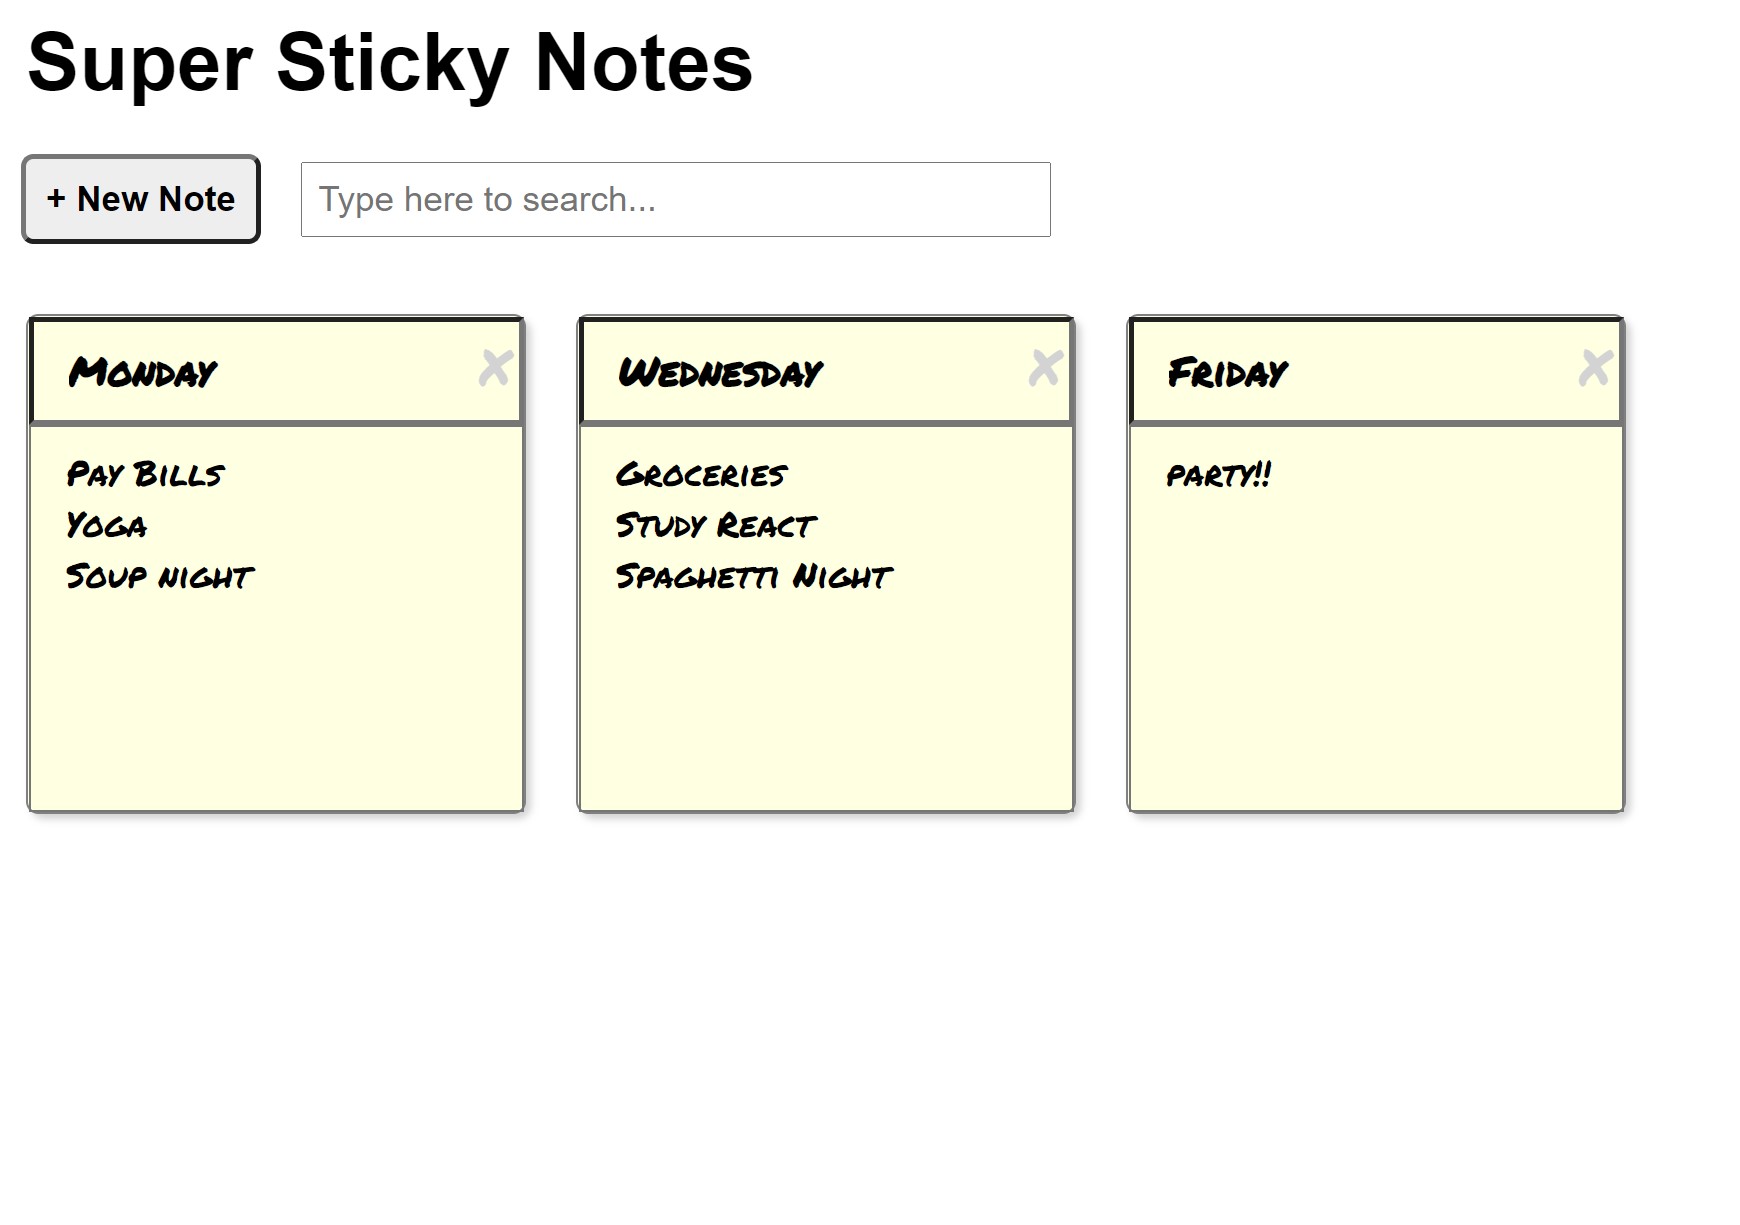 Super Sticky Notes
+ New Note
Type here to search...
Monday
Pay Bills
Yoga
Soup night
Wednesday
Groceries
Study React
Spaghetti Night
Friday
party!!